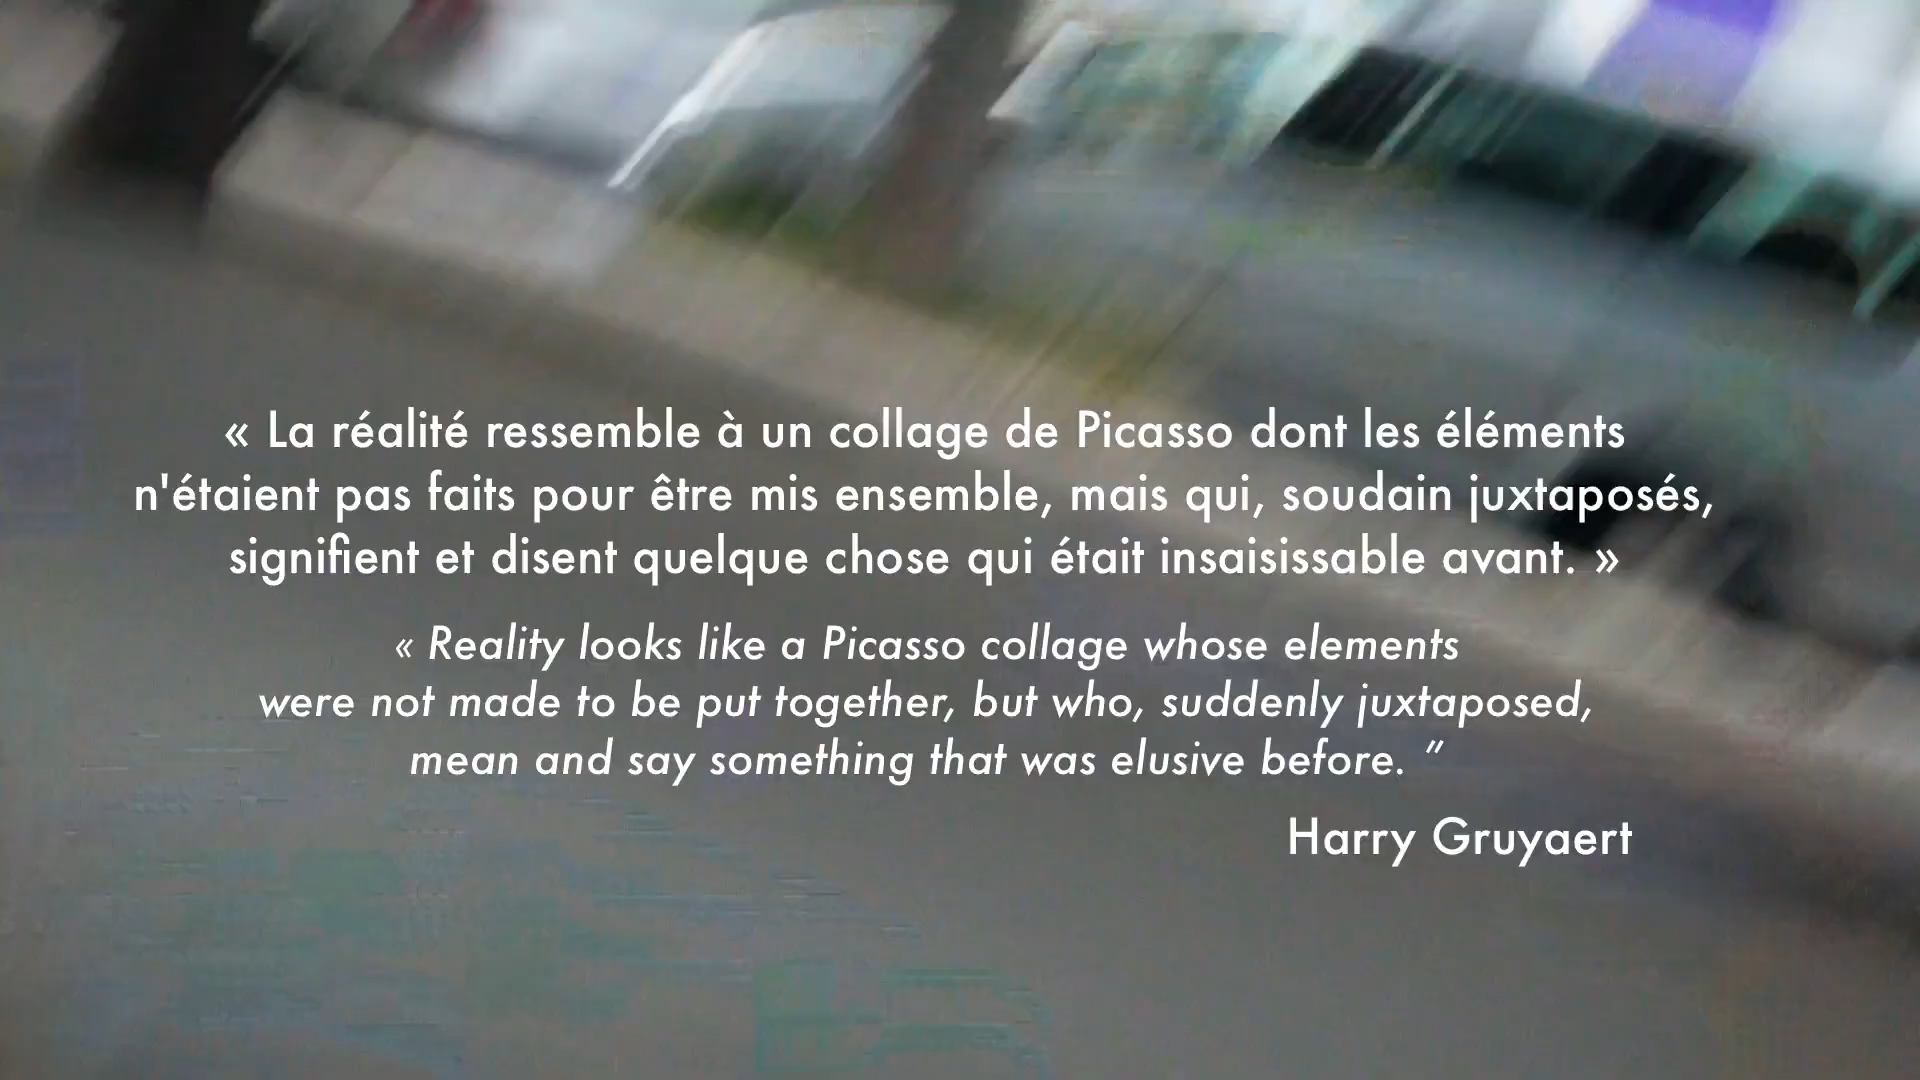 « La réalité ressemble à un collage de Picasso dont les éléments
n'étaient pas faits pour être mis ensemble, mais qui, soudain juxtaposés,
signifient et disent quelque chose qui était insaisissable avant. »
« Reality looks like a Picasso collage whose elements
were not made to be put together, but who, suddenly juxtaposed,
mean and say something that was elusive before. ”
Harry Gruyaert